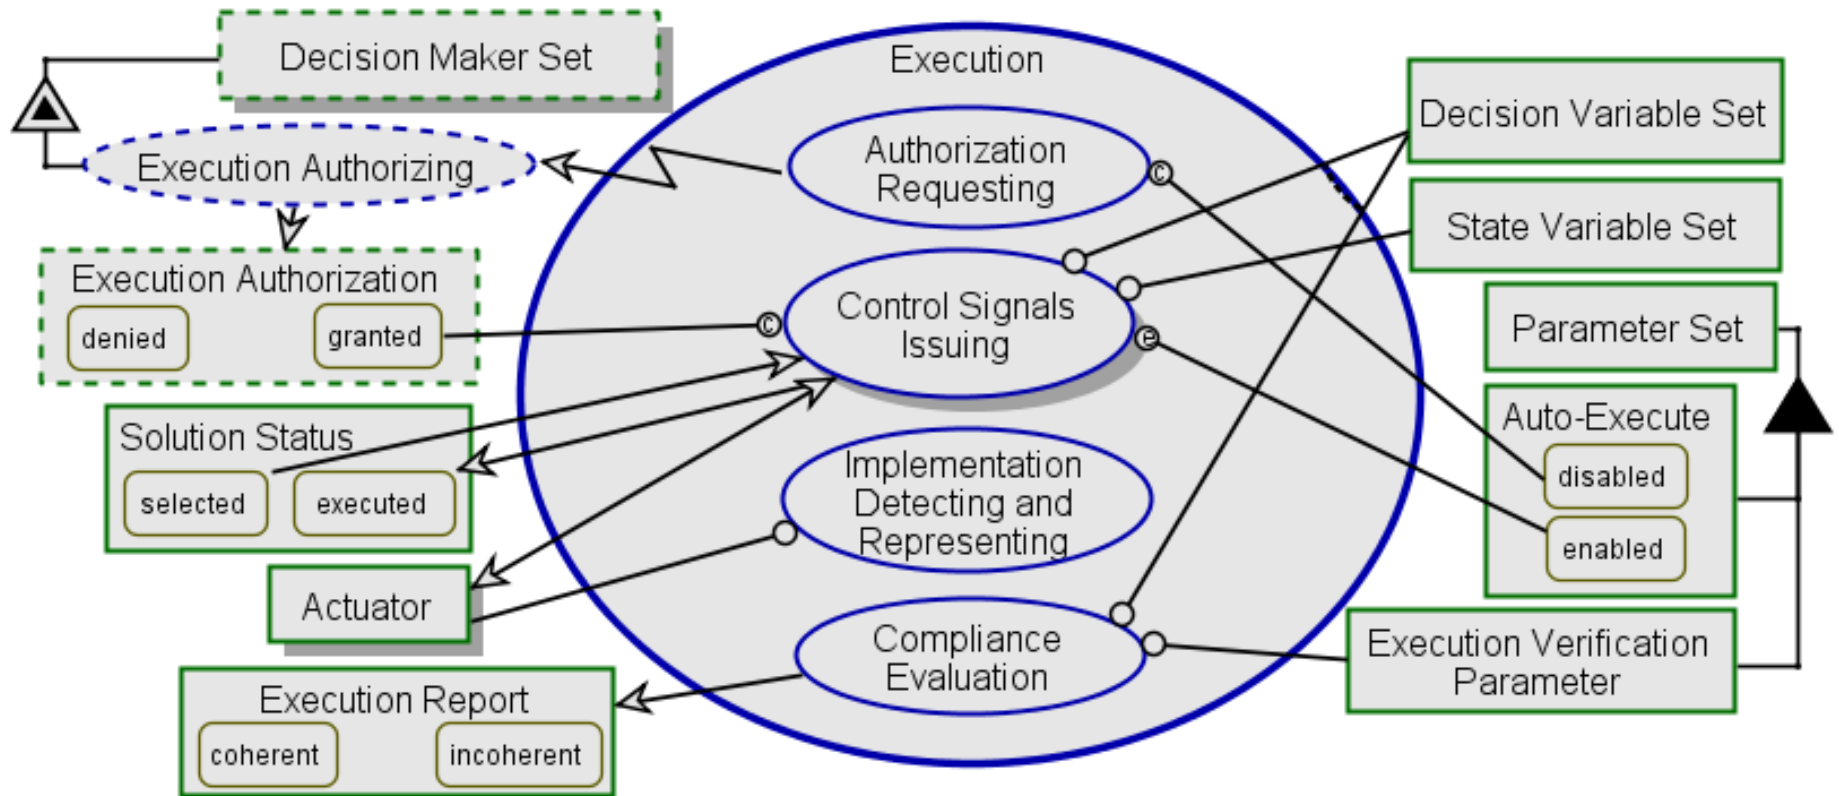 Decision Maker Set
Execution Authorizing
Execution Authorization
denied
granted
Solution Status
selected
executed
Actuator
Execution Report
coherent
incoherent
Execution
Authorization
Requesting
c
Control Signals
Issuing
c
e
Implementation
Detecting and
Representing
Compliance
Evaluation
Decision Variable Set
State Variable Set
Parameter Set
Auto-Execute
disabled
enabled
Execution Verification
Parameter